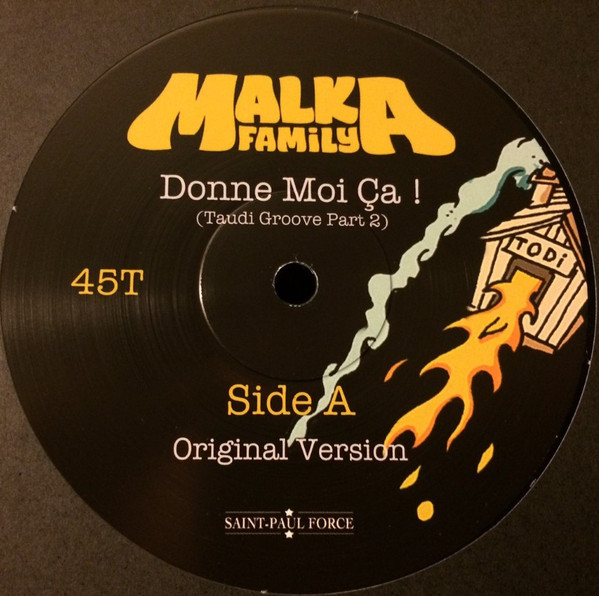 MALKA
FAMiLY
Donne Moi Ça !
(Taudi Groove Part 2)
TODi
45T
Side A
Original Version
SAINT-PAUL FORCE